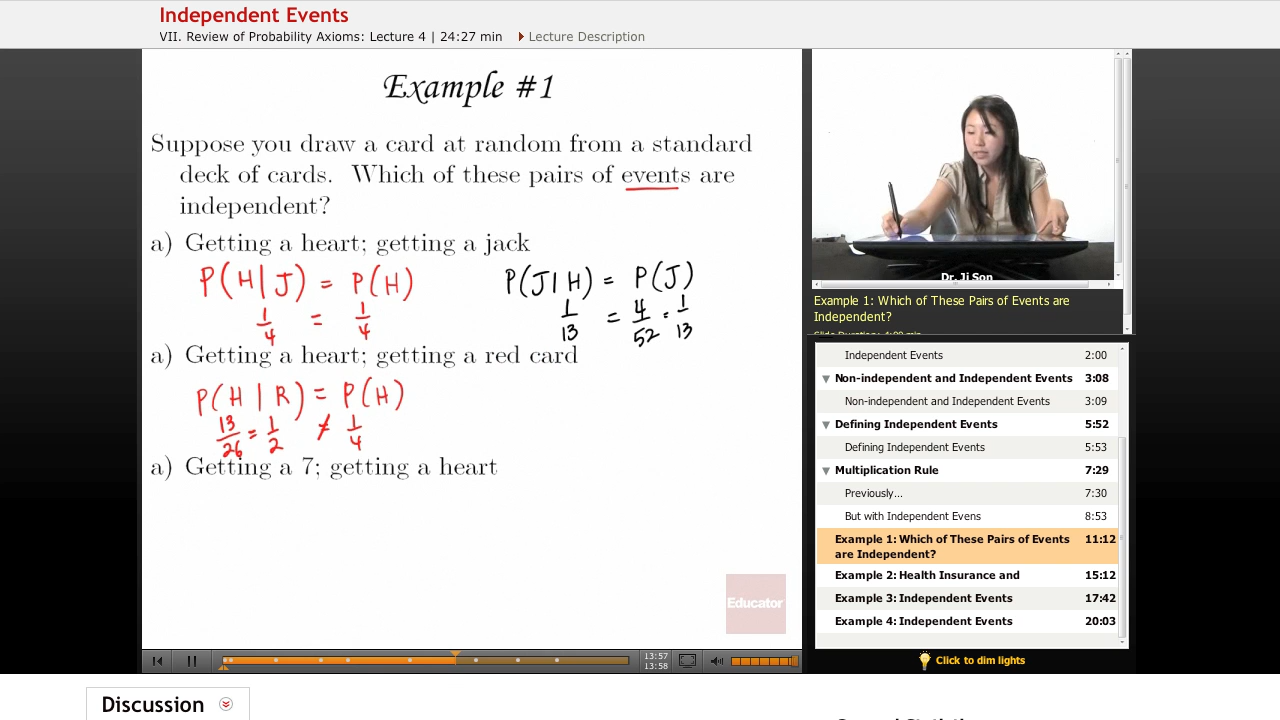 Independent Events
VII. Review of Probability Axioms: Lecture 4 | 24:27 min Lecture Description
Example #1
Suppose you draw a card at random from a standard
deck of cards. Which of these pairs of events are
independent?
a) Getting a heart; getting a jack
P(H|J) = P(H) P(J|H) = P(J)
1/4 = 1/4 1/13 = 4/52 = 1/13
a) Getting a heart; getting a red card
P(H|R) = P(H)
13/26 = 1/2 ≠ 1/4
a) Getting a 7; getting a heart
Educator
13:57
13:58
Dr. Ji Son
Example 1: Which of These Pairs of Events are
Independent?
Independent Events 2:00
Non-independent and Independent Events 3:08
Non-independent and Independent Events 3:09
Defining Independent Events 5:52
Defining Independent Events 5:53
Multiplication Rule 7:29
Previously... 7:30
But with Independent Evens 8:53
Example 1: Which of These Pairs of Events 11:12
are Independent?
Example 2: Health Insurance and 15:12
Example 3: Independent Events 17:42
Example 4: Independent Events 20:03
Click to dim lights
Discussion